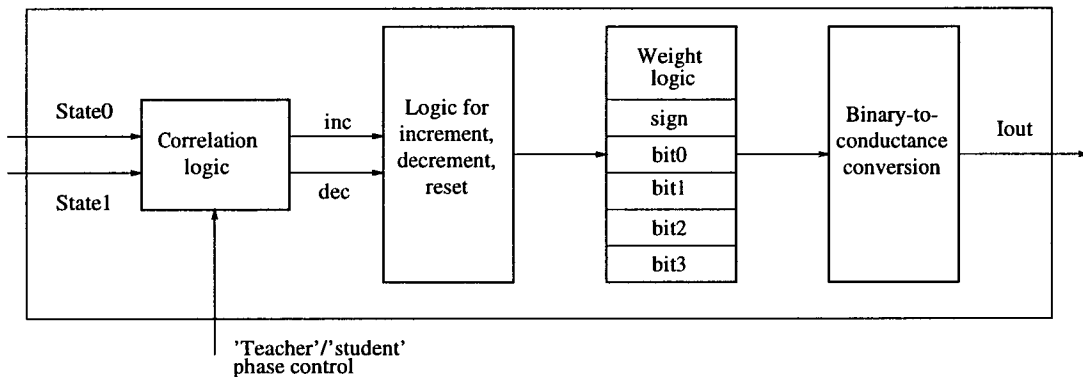 State0
State1
Correlation
logic
inc
dec
Logic for
increment,
decrement,
reset
Weight
logic
sign
bit0
bit1
bit2
bit3
Binary-to-
conductance
conversion
Iout
'Teacher'/'student'
phase control